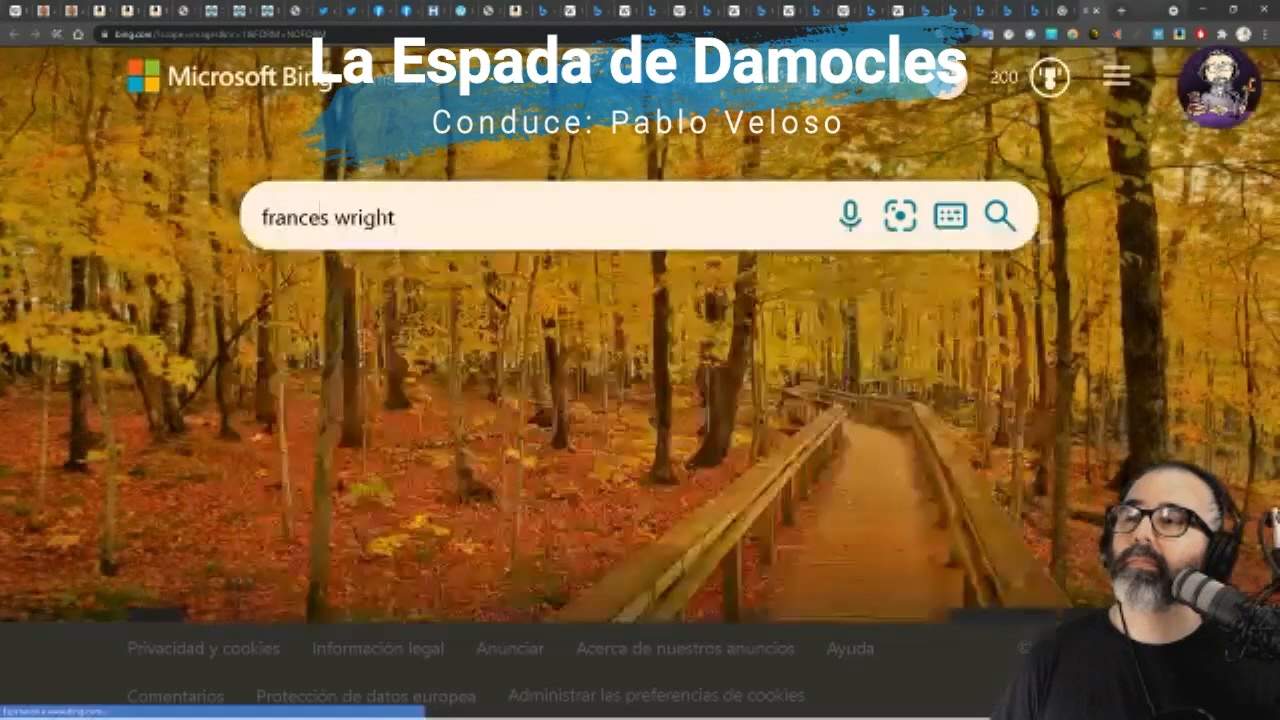 La Espada de Damocles
Conduce: Pablo Veloso
Microsoft Bing
200
frances wright
Privacidad y cookies Información legal Anunciar Acerca de nuestros anuncios Ayuda
Comentarios Protección de datos europea Administrar las preferencias de cookies